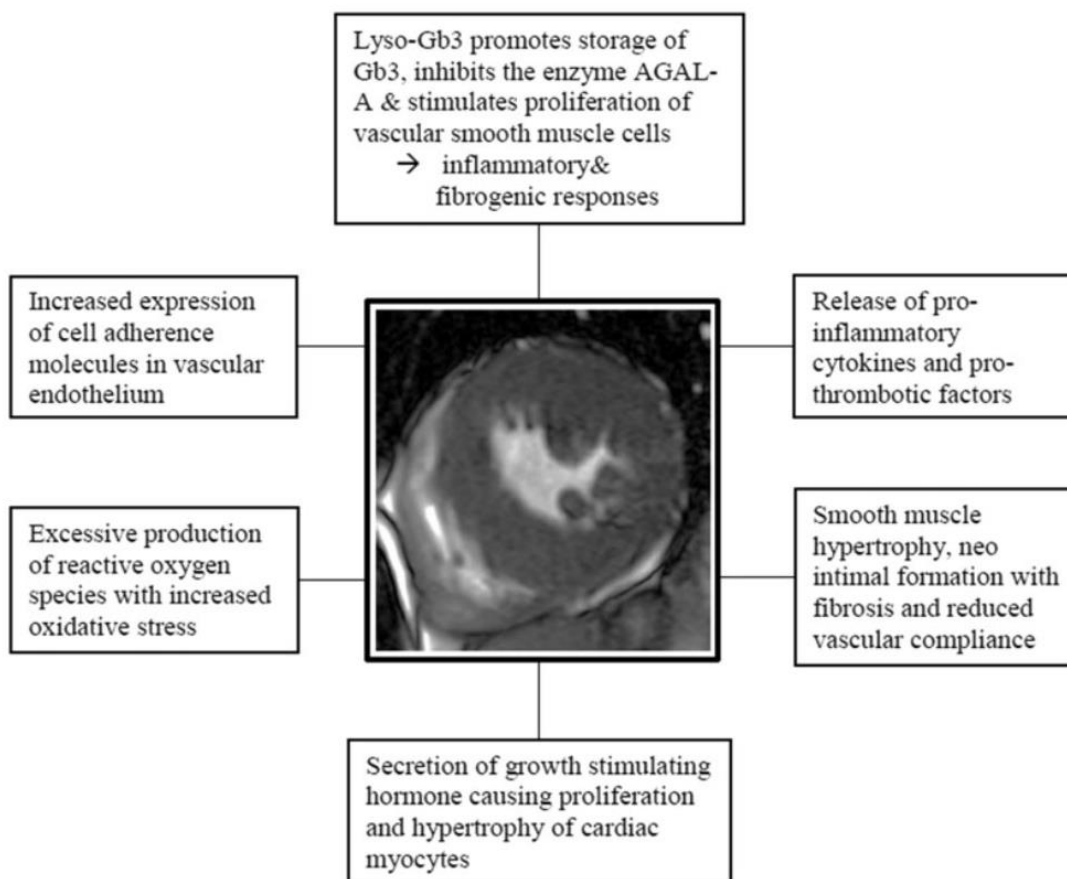 Lyso-Gb3 promotes storage of
Gb3, inhibits the enzyme AGAL-
A & stimulates proliferation of
vascular smooth muscle cells
→ inflammatory&
fibrogenic responses
Increased expression
of cell adherence
molecules in vascular
endothelium
Release of pro-
inflammatory
cytokines and pro-
thrombotic factors
Excessive production
of reactive oxygen
species with increased
oxidative stress
Smooth muscle
hypertrophy, neo
intimal formation with
fibrosis and reduced
vascular compliance
Secretion of growth stimulating
hormone causing proliferation
and hypertrophy of cardiac
myocytes